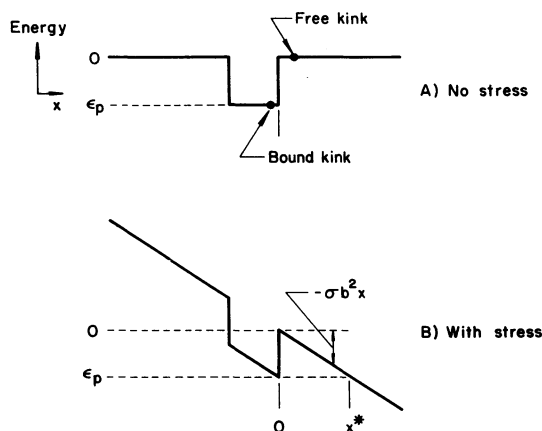 Energy
Free kink
0
x
A) No stress
εp
Bound kink
-σb²x
0
B) With stress
εp
0
x*